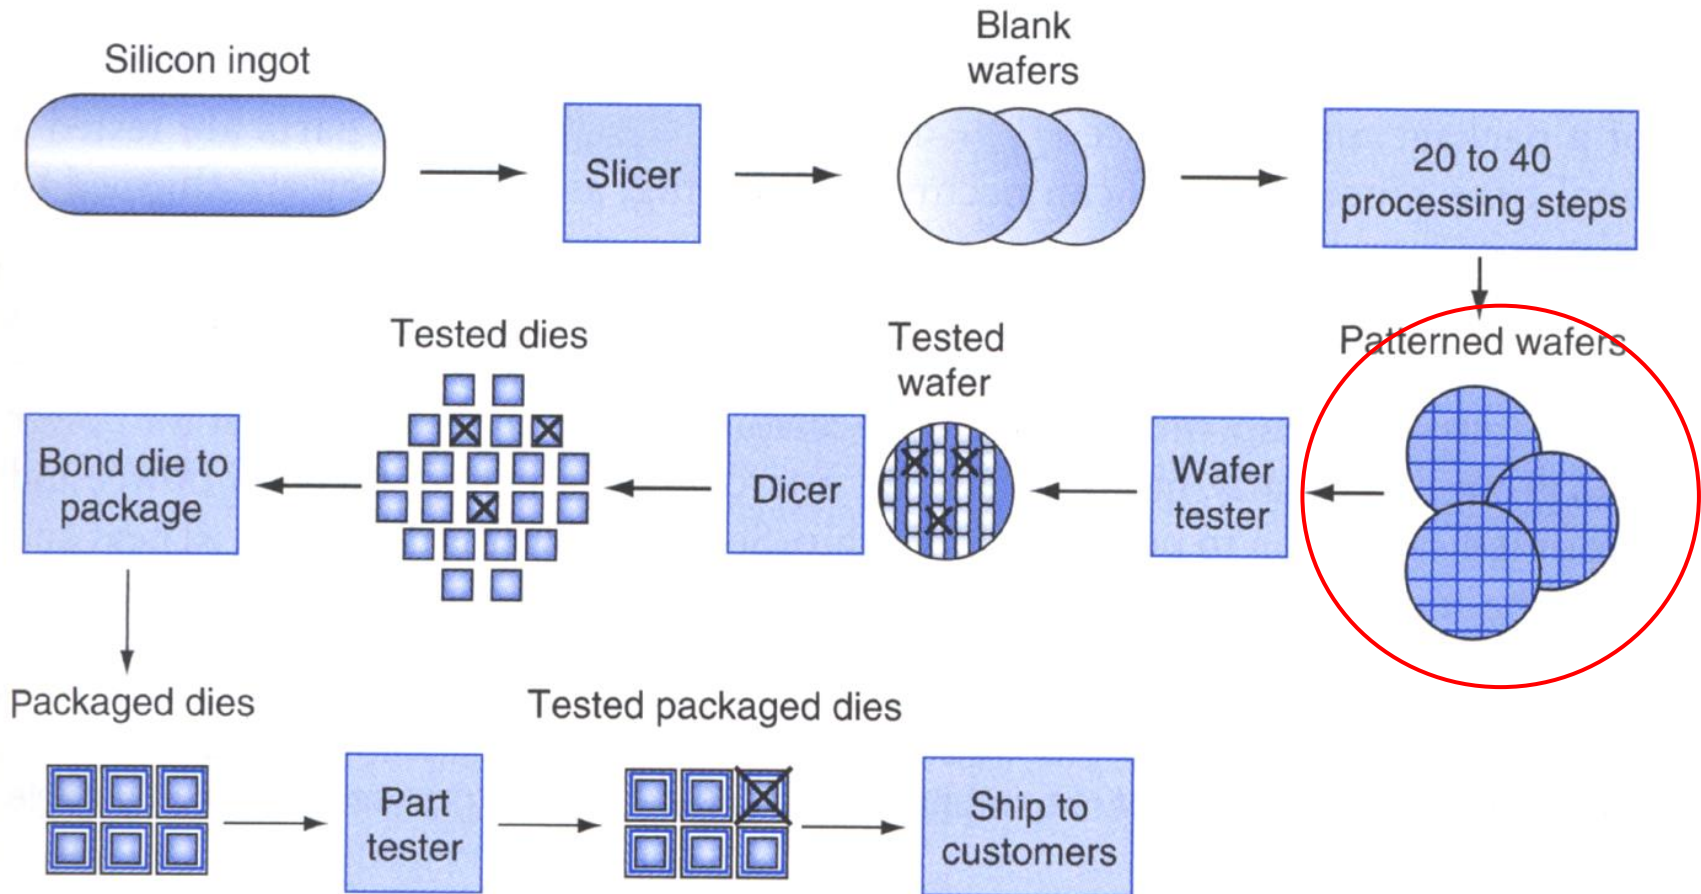 Silicon ingot
Slicer
Blank
wafers
20 to 40
processing steps
Patterned wafers
Wafer
tester
Tested
wafer
Dicer
Tested dies
Bond die to
package
Packaged dies
Part
tester
Tested packaged dies
Ship to
customers